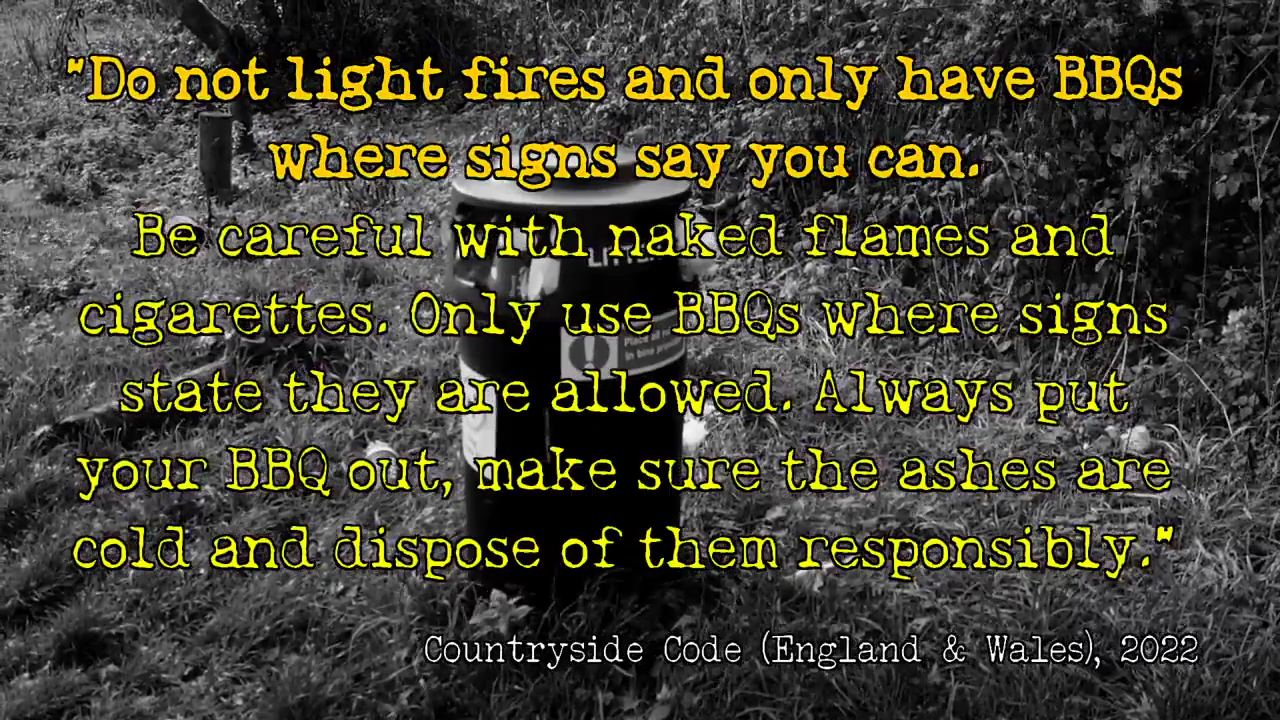 "Do not light fires and only have BBQs
where signs say you can.
Be careful with naked flames and
cigarettes. Only use BBQs where signs
state they are allowed. Always put
your BBQ out, make sure the ashes are
cold and dispose of them responsibly."
Countryside Code (England & Wales), 2022